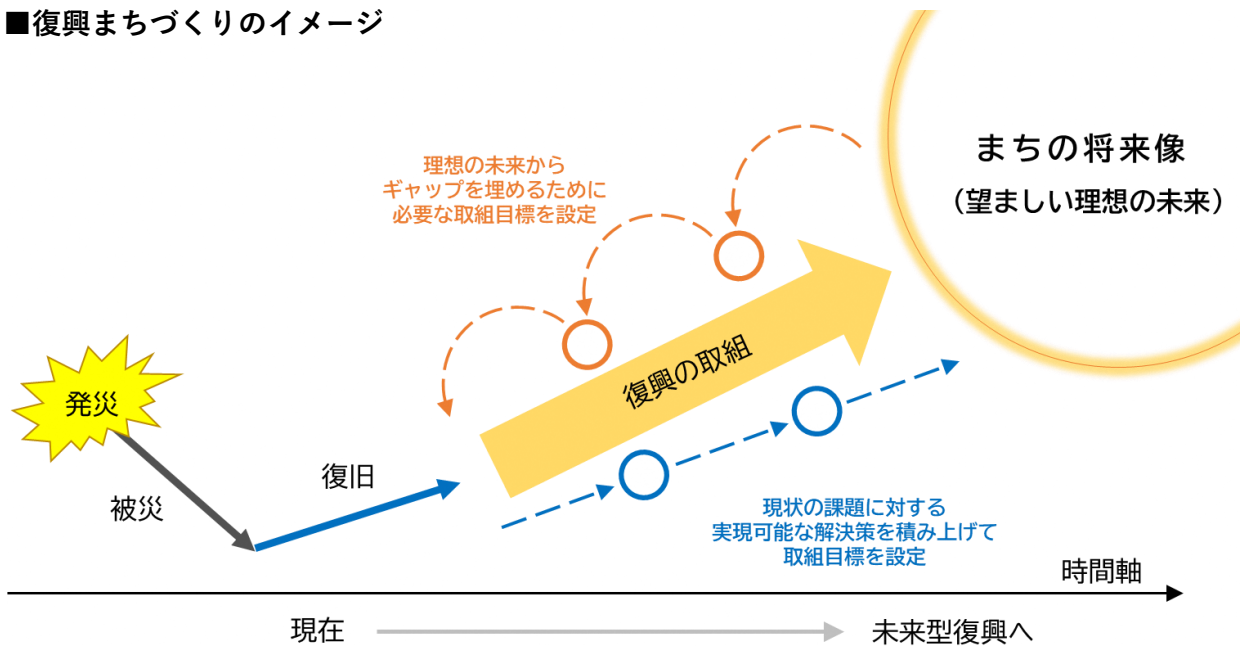 ■復興まちづくりのイメージ
まちの将来像
（望ましい理想の未来）
理想の未来から
ギャップを埋めるために
必要な取組目標を設定
復興の取組
発災
被災
復旧
現状の課題に対する
実現可能な解決策を積み上げて
取組目標を設定
時間軸
現在
未来型復興へ